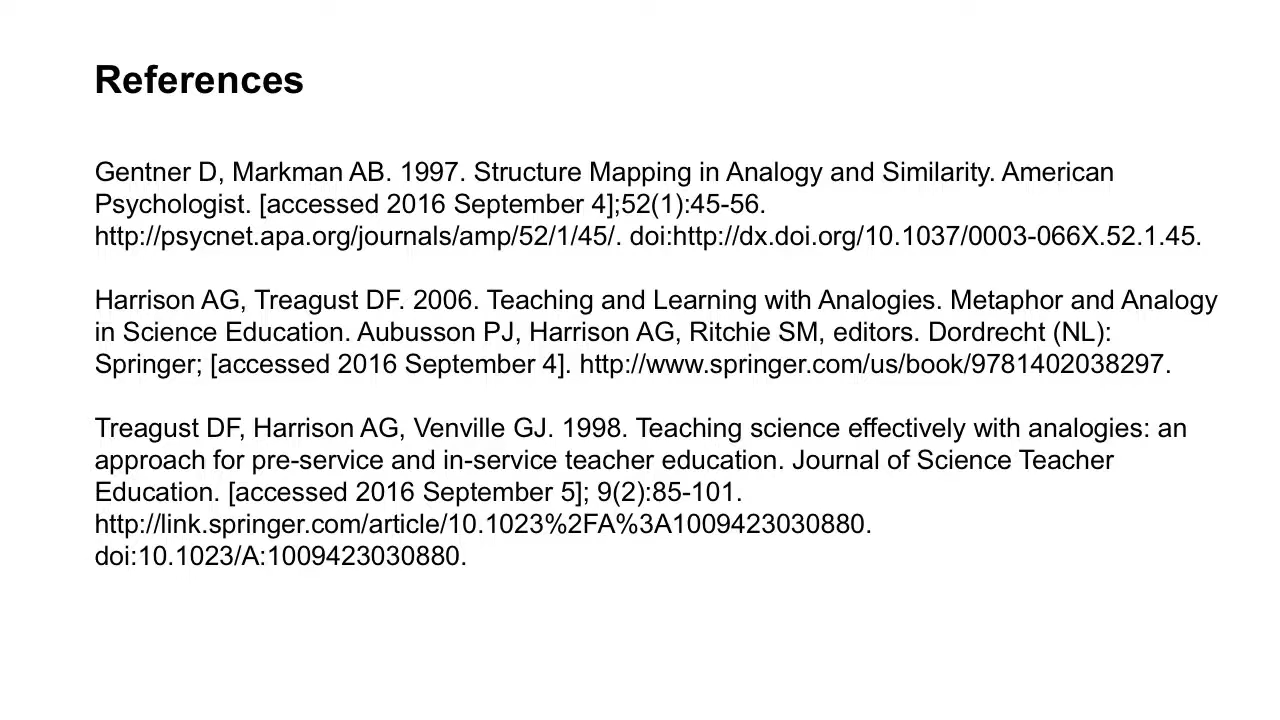 References
Gentner D, Markman AB. 1997. Structure Mapping in Analogy and Similarity. American
Psychologist. [accessed 2016 September 4];52(1):45-56.
http://psycnet.apa.org/journals/amp/52/1/45/. doi:http://dx.doi.org/10.1037/0003-066X.52.1.45.
Harrison AG, Treagust DF. 2006. Teaching and Learning with Analogies. Metaphor and Analogy
in Science Education. Aubusson PJ, Harrison AG, Ritchie SM, editors. Dordrecht (NL):
Springer; [accessed 2016 September 4]. http://www.springer.com/us/book/9781402038297.
Treagust DF, Harrison AG, Venville GJ. 1998. Teaching science effectively with analogies: an
approach for pre-service and in-service teacher education. Journal of Science Teacher
Education. [accessed 2016 September 5]; 9(2):85-101.
http://link.springer.com/article/10.1023%2FA%3A1009423030880.
doi:10.1023/A:1009423030880.